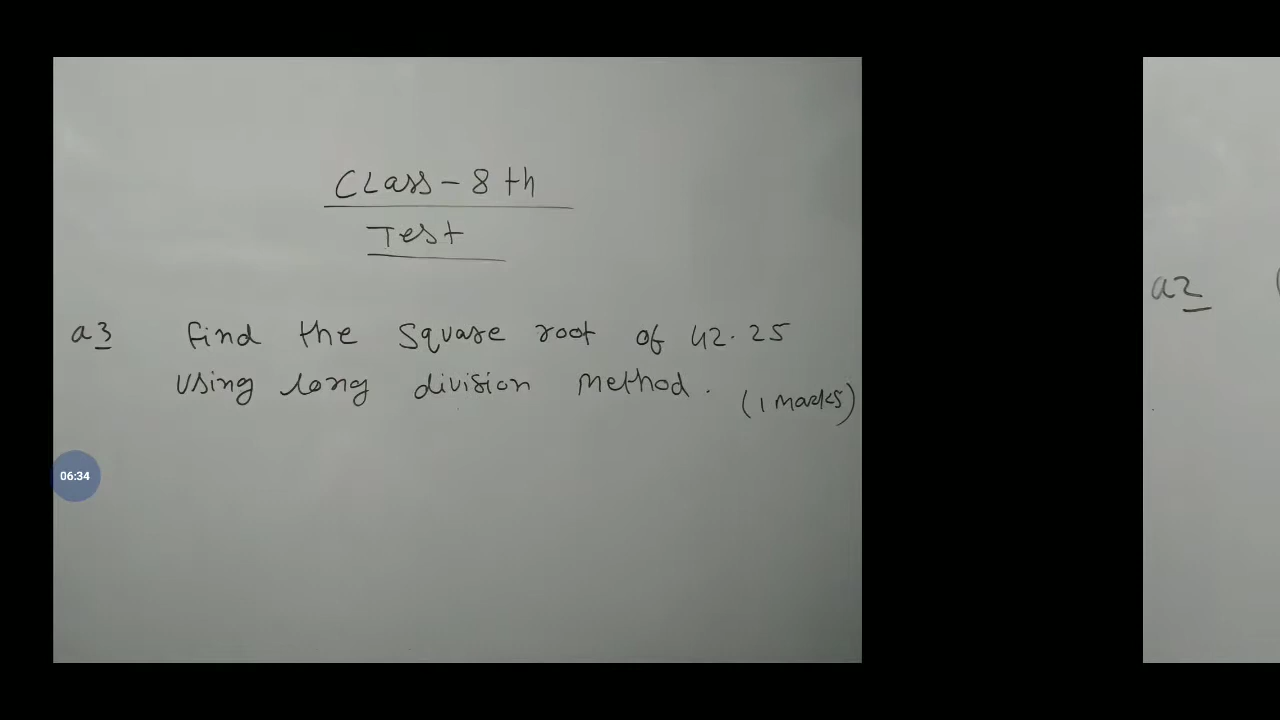 Class - 8th
Test
Q3 Find the square root of 42.25
using long division method.
(1 marks)
06:34
Q2